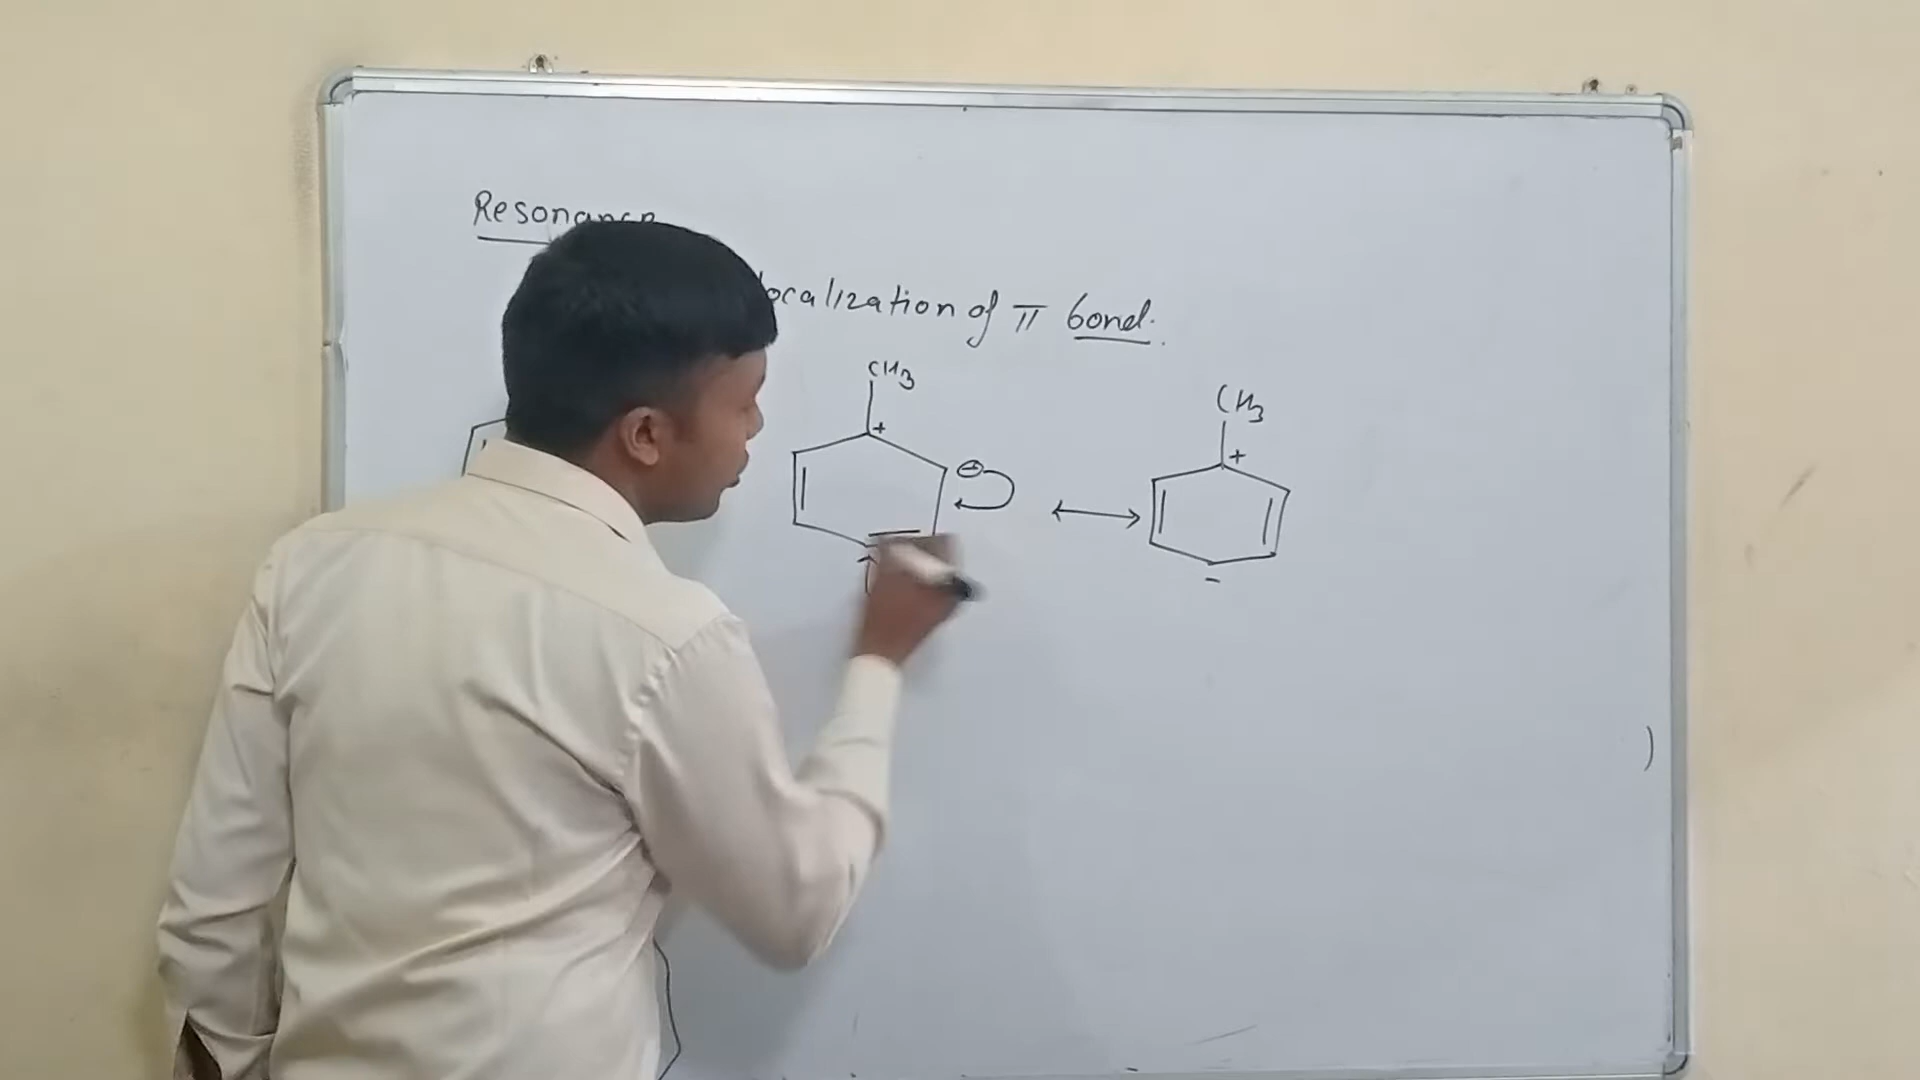 Resonance
localization of π bond.
CH3
CH3
+
+
⊖
-